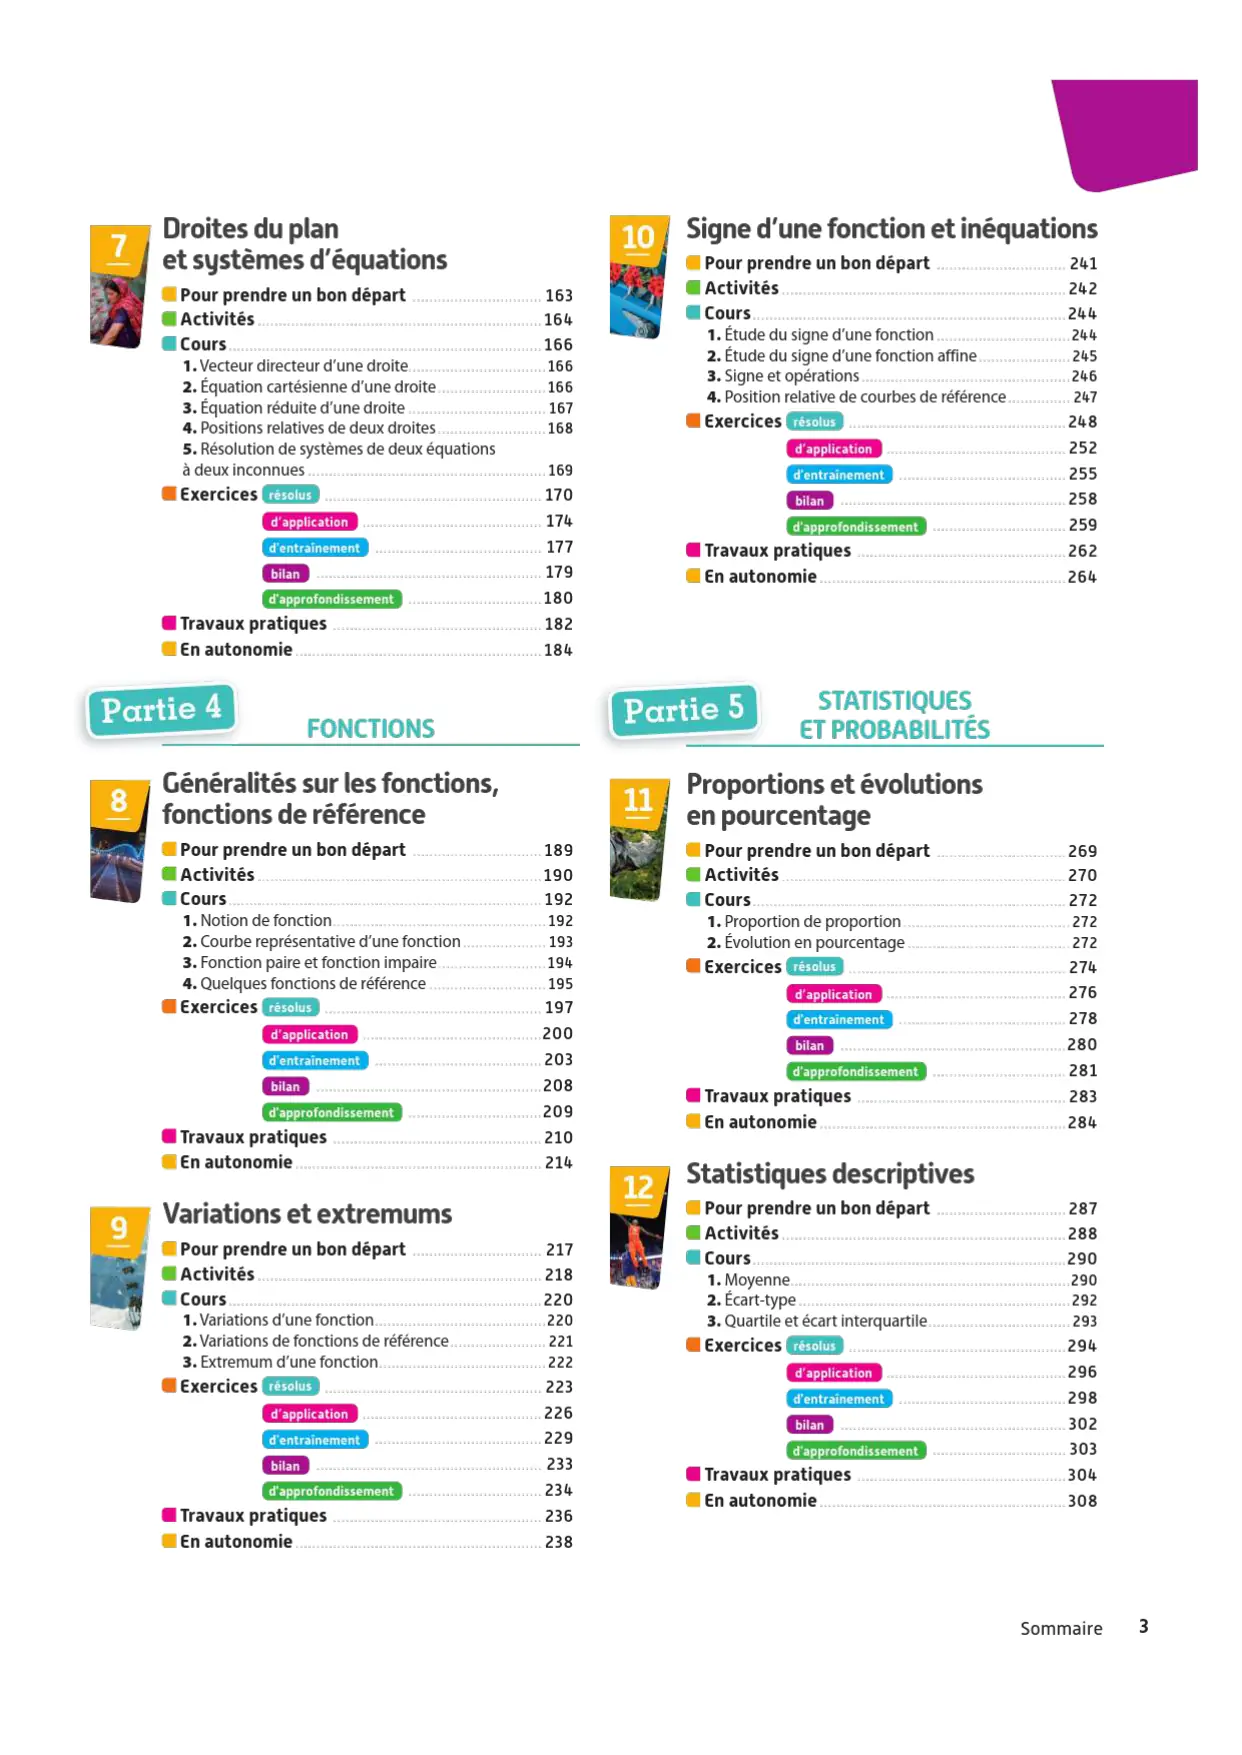 7
Droites du plan
et systèmes d'équations
Pour prendre un bon départ 163
Activités 164
Cours 166
1. Vecteur directeur d'une droite 166
2. Équation cartésienne d'une droite 166
3. Équation réduite d'une droite 167
4. Positions relatives de deux droites 168
5. Résolution de systèmes de deux équations
à deux inconnues 169
Exercices résolus 170
d'application 174
d'entraînement 177
bilan 179
d'approfondissement 180
Travaux pratiques 182
En autonomie 184
Partie 4
FONCTIONS
8
Généralités sur les fonctions,
fonctions de référence
Pour prendre un bon départ 189
Activités 190
Cours 192
1. Notion de fonction 192
2. Courbe représentative d'une fonction 193
3. Fonction paire et fonction impaire 194
4. Quelques fonctions de référence 195
Exercices résolus 197
d'application 200
d'entraînement 203
bilan 208
d'approfondissement 209
Travaux pratiques 210
En autonomie 214
9
Variations et extremums
Pour prendre un bon départ 217
Activités 218
Cours 220
1. Variations d'une fonction 220
2. Variations de fonctions de référence 221
3. Extremum d'une fonction 222
Exercices résolus 223
d'application 226
d'entraînement 229
bilan 233
d'approfondissement 234
Travaux pratiques 236
En autonomie 238
10
Signe d'une fonction et inéquations
Pour prendre un bon départ 241
Activités 242
Cours 244
1. Étude du signe d'une fonction 244
2. Étude du signe d'une fonction affine 245
3. Signe et opérations 246
4. Position relative de courbes de référence 247
Exercices résolus 248
d'application 252
d'entraînement 255
bilan 258
d'approfondissement 259
Travaux pratiques 262
En autonomie 264
Partie 5
STATISTIQUES
ET PROBABILITÉS
11
Proportions et évolutions
en pourcentage
Pour prendre un bon départ 269
Activités 270
Cours 272
1. Proportion de proportion 272
2. Évolution en pourcentage 272
Exercices résolus 274
d'application 276
d'entraînement 278
bilan 280
d'approfondissement 281
Travaux pratiques 283
En autonomie 284
12
Statistiques descriptives
Pour prendre un bon départ 287
Activités 288
Cours 290
1. Moyenne 290
2. Écart-type 292
3. Quartile et écart interquartile 293
Exercices résolus 294
d'application 296
d'entraînement 298
bilan 302
d'approfondissement 303
Travaux pratiques 304
En autonomie 308
Sommaire 3